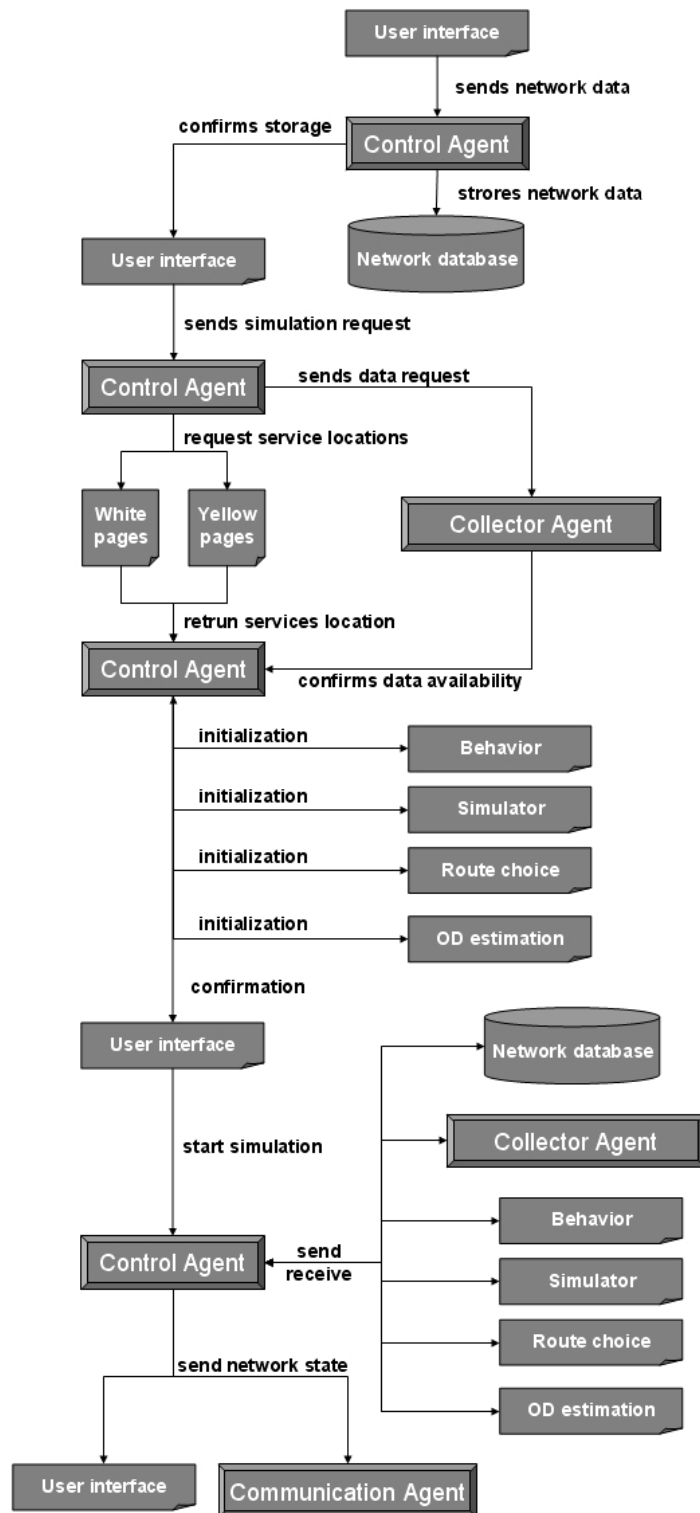 User interface
sends network data
confirms storage
Control Agent
strores network data
User interface
Network database
sends simulation request
Control Agent
sends data request
request service locations
White
pages
Yellow
pages
Collector Agent
retrun services location
Control Agent
confirms data availability
initialization
Behavior
initialization
Simulator
initialization
Route choice
initialization
OD estimation
confirmation
User interface
Network database
start simulation
Collector Agent
Behavior
Control Agent
send
receive
Simulator
Route choice
send network state
OD estimation
User interface
Communication Agent